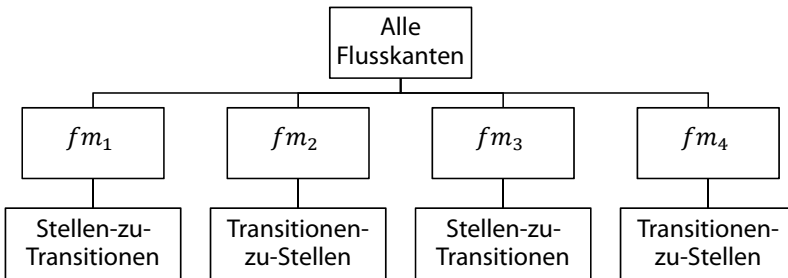 Alle
Flusskanten
fm₁
fm₂
fm₃
fm₄
Stellen-zu-
Transitionen
Transitionen-
zu-Stellen
Stellen-zu-
Transitionen
Transitionen-
zu-Stellen